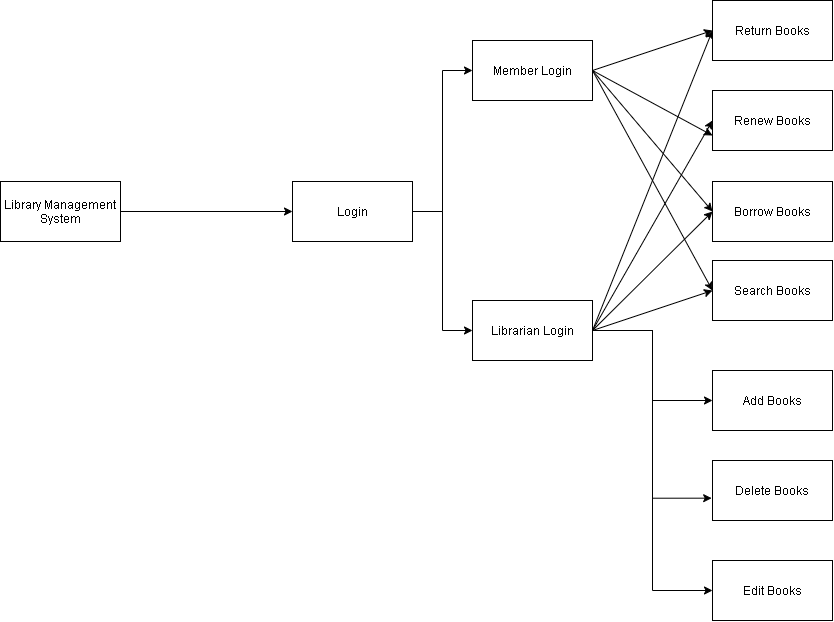 Library Management
System
Login
Member Login
Librarian Login
Return Books
Renew Books
Borrow Books
Search Books
Add Books
Delete Books
Edit Books